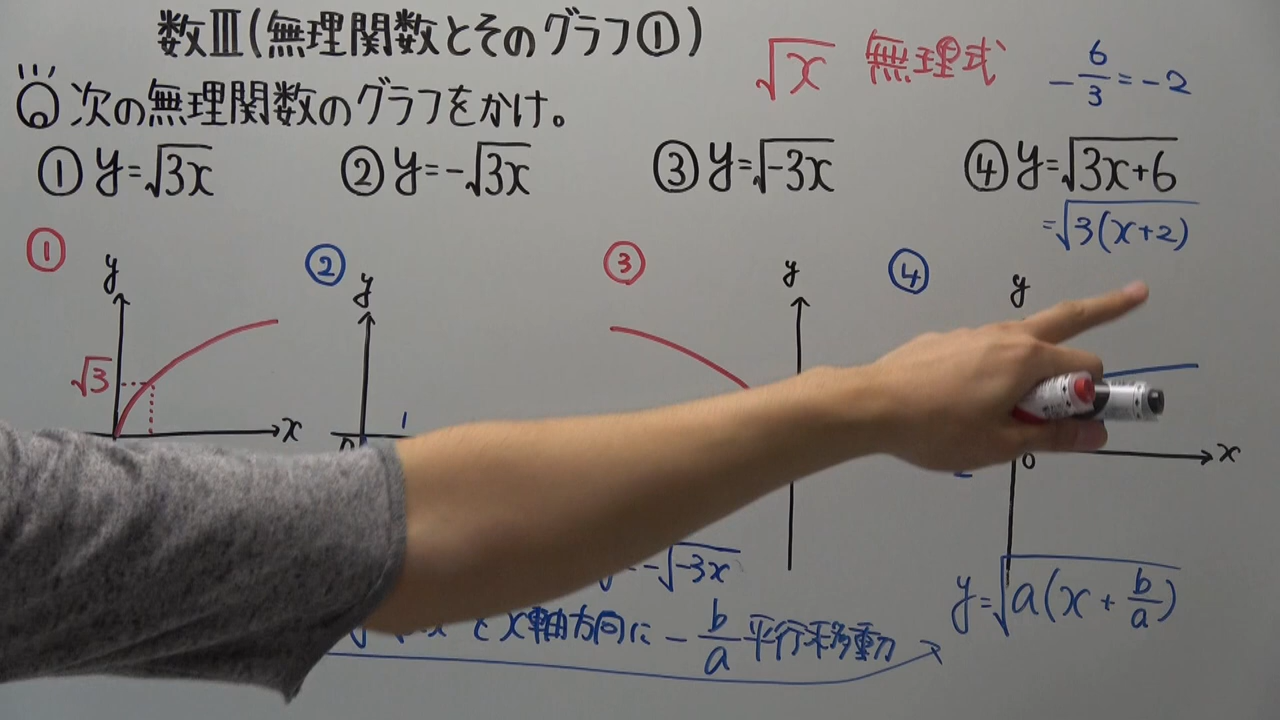 数Ⅲ(無理関数とそのグラフ①)
√x 無理式
-6/3=-2
次の無理関数のグラフをかけ。
① y=√3x ② y=-√3x ③ y=√-3x ④ y=√3x+6
=√3(x+2)
① ② ③ ④
y y y y
√3
1
x x
0
-√-3x
y=√a(x+b/a)
x軸方向に -b/a 平行移動